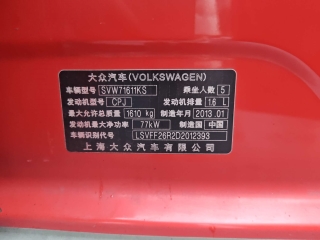 大众汽车(VOLKSWAGEN)
车辆型号 SVW71611KS 乘坐人数 5
发动机型号 CPJ 发动机排量 1.6 L
最大允许总质量 1610 kg 制造年月 2013.01
发动机最大净功率 77kW 制造国 中国
车辆识别代号 LSVFF26R2D2012393
上海大众汽车有限公司